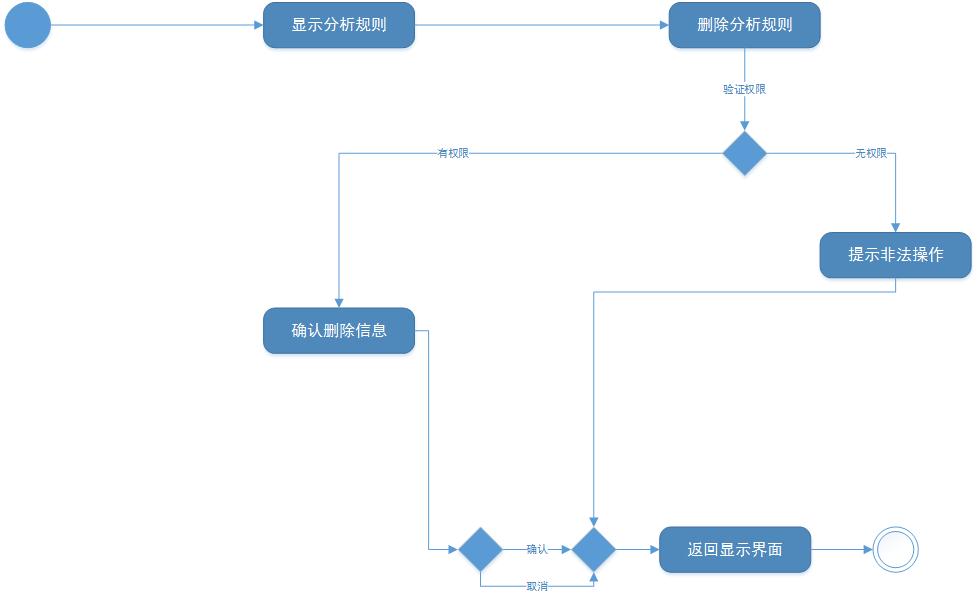 显示分析规则
删除分析规则
验证权限
有权限
无权限
提示非法操作
确认删除信息
确认
返回显示界面
取消